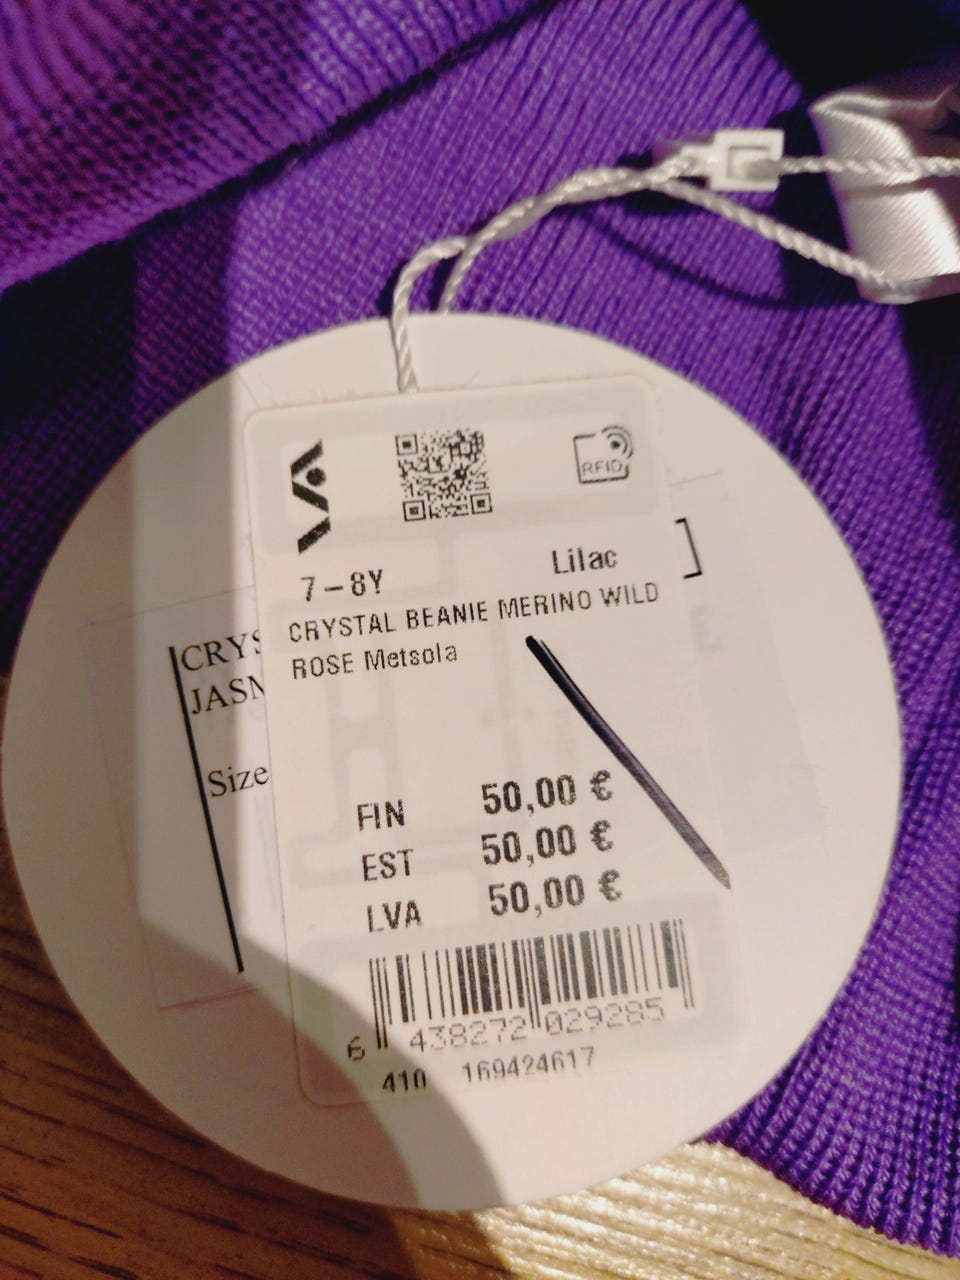 RFID
7-8Y Lilac
CRYSTAL BEANIE MERINO WILD
ROSE Metsola
CRYS
JASM
Size
FIN 50,00 €
EST 50,00 €
LVA 50,00 €
6 438272 029285
410 169424617